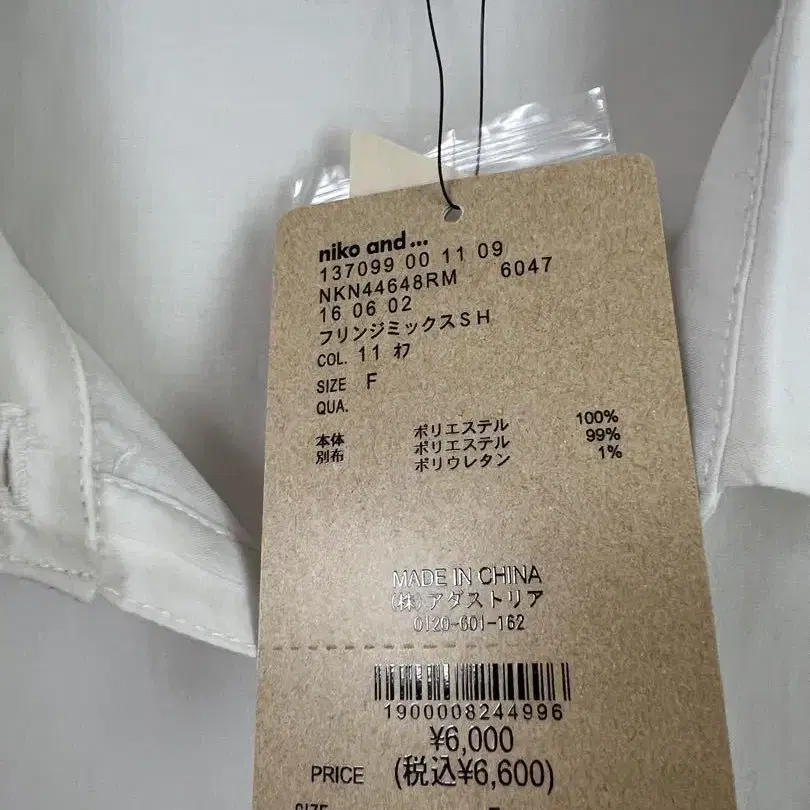 niko and ...
137099 00 11 09
NKN44648RM 6047
16 06 02
フリンジミックスSH
COL. 11 ｵﾌ
SIZE F
QUA.
本体 ポリエステル 100%
別布 ポリエステル 99%
ポリウレタン 1%
MADE IN CHINA
(株)アダストリア
0120-601-162
1900008244996
¥6,000
PRICE (税込¥6,600)
SIZE F